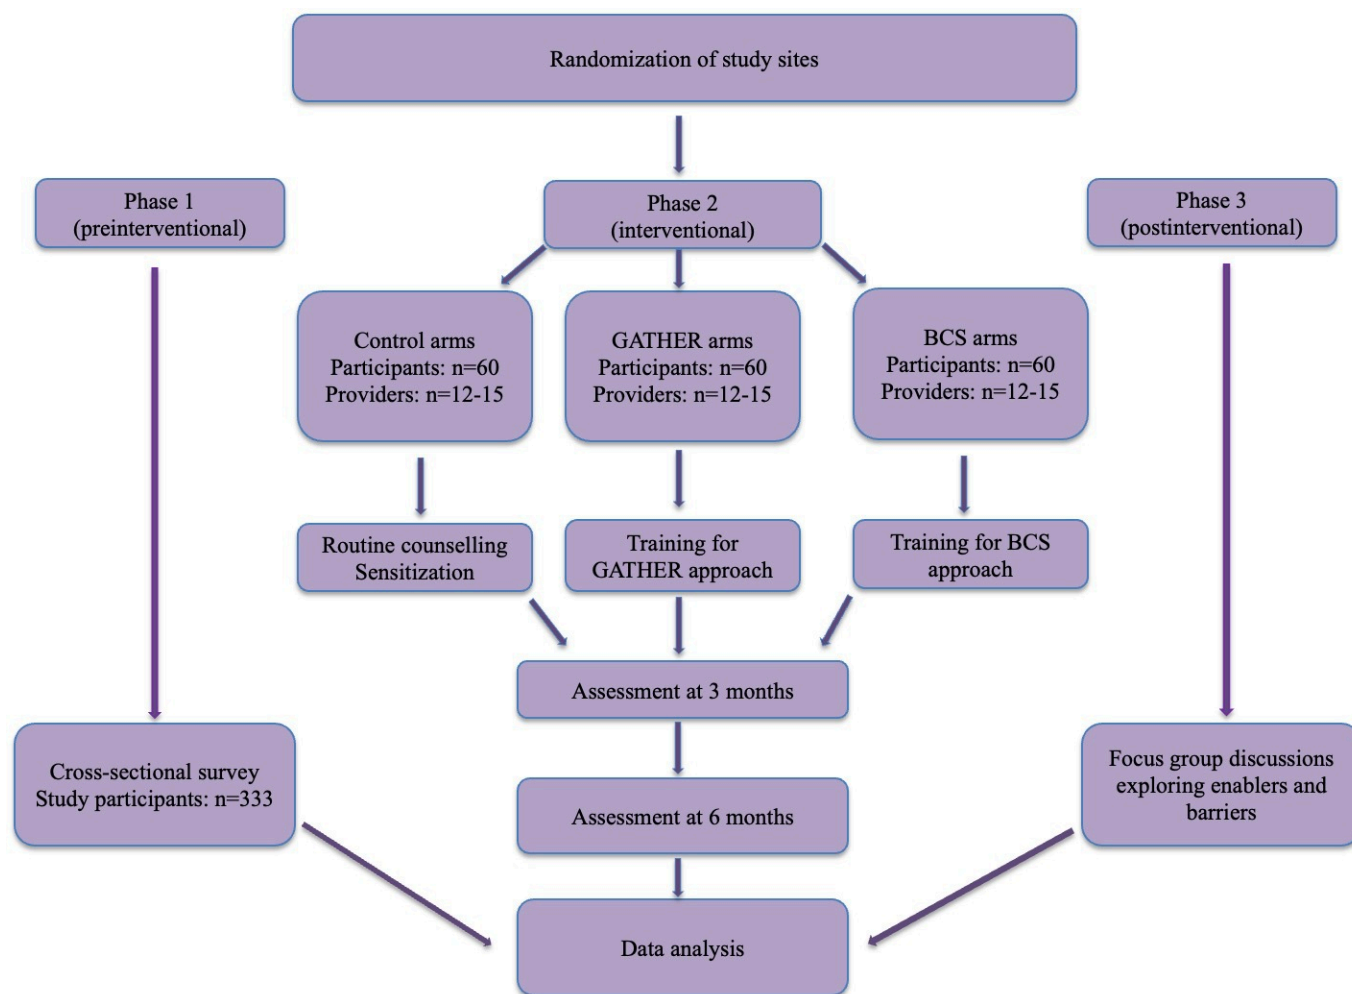 Randomization of study sites
Phase 1
(preinterventional)
Phase 2
(interventional)
Phase 3
(postinterventional)
Control arms
Participants: n=60
Providers: n=12-15
GATHER arms
Participants: n=60
Providers: n=12-15
BCS arms
Participants: n=60
Providers: n=12-15
Routine counselling
Sensitization
Training for
GATHER approach
Training for BCS
approach
Assessment at 3 months
Cross-sectional survey
Study participants: n=333
Assessment at 6 months
Focus group discussions
exploring enablers and
barriers
Data analysis